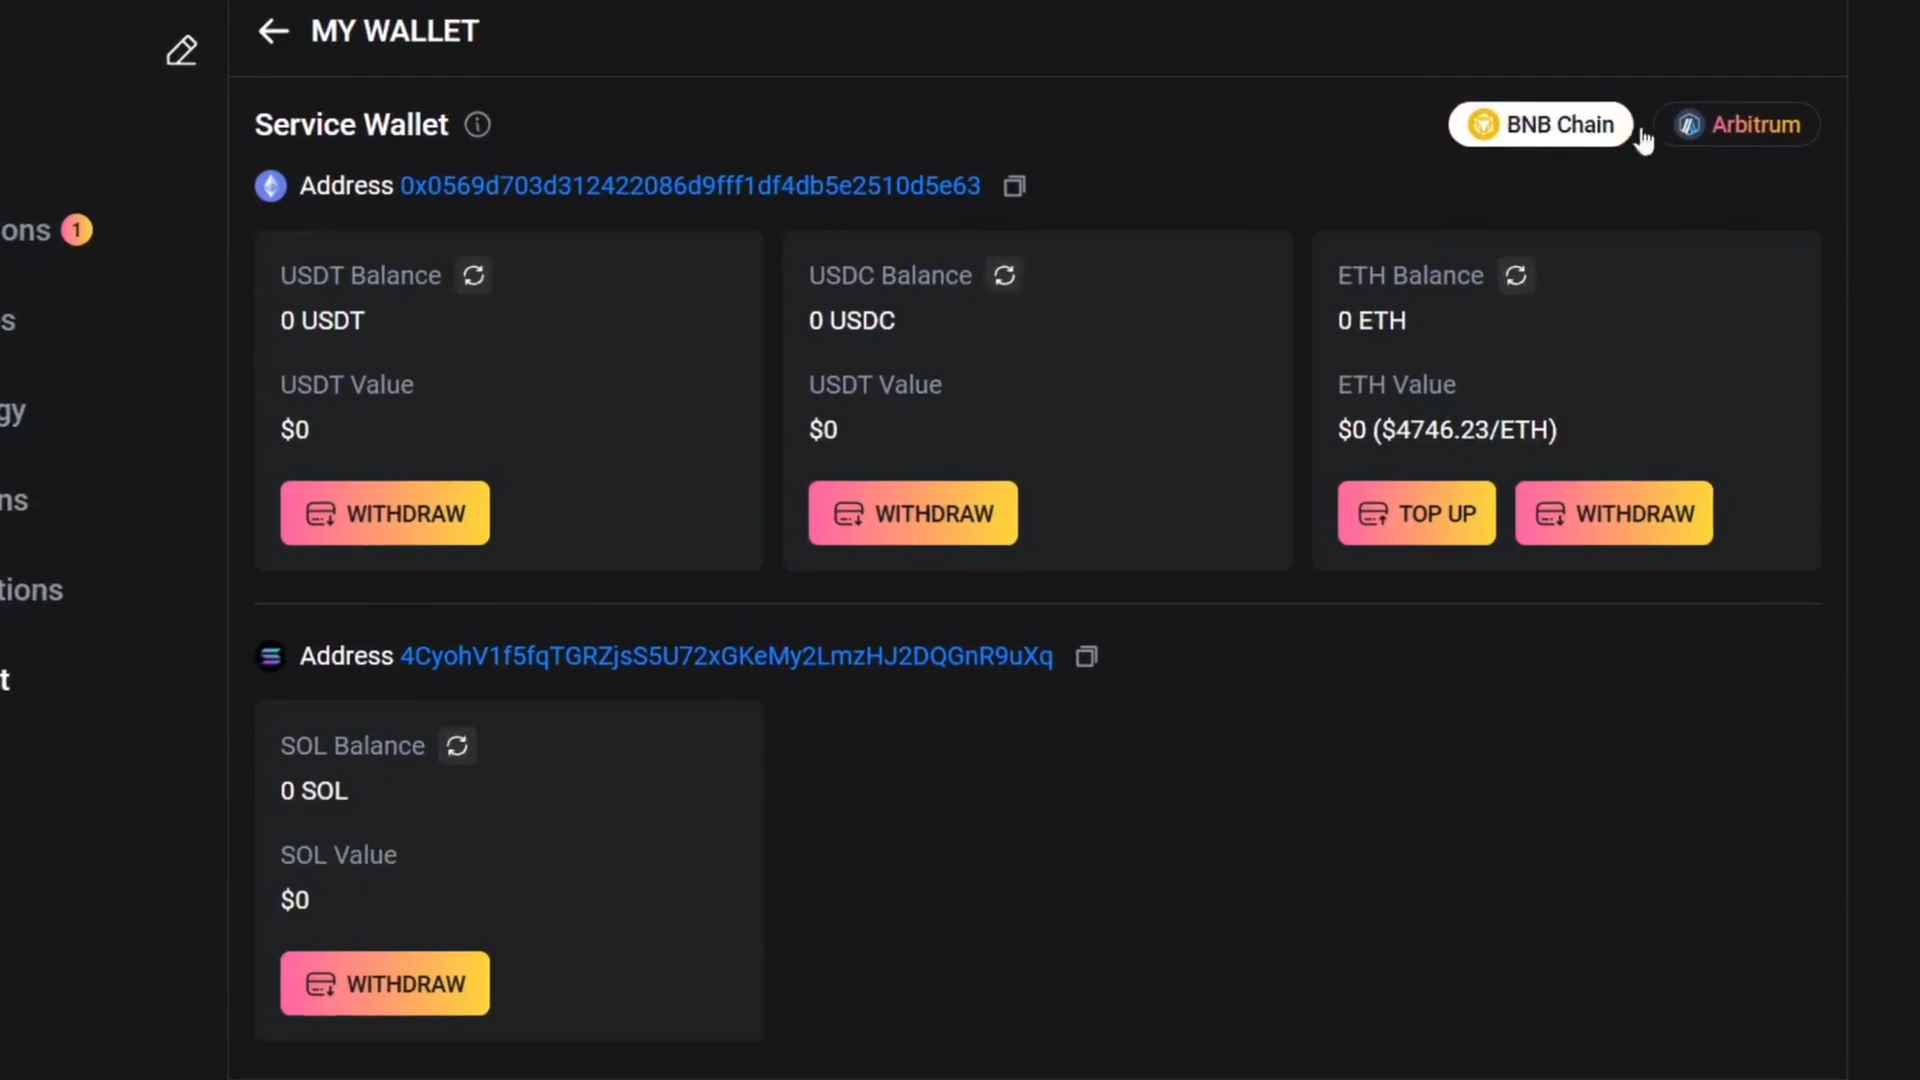 MY WALLET
Service Wallet
BNB Chain
Arbitrum
Address 0x0569d703d312422086d9fff1df4db5e2510d5e63
ons 1
USDT Balance
USDC Balance
ETH Balance
0 USDT
0 USDC
0 ETH
s
USDT Value
USDT Value
ETH Value
gy
$0
$0
$0 ($4746.23/ETH)
ns
WITHDRAW
WITHDRAW
TOP UP
WITHDRAW
tions
Address 4CyohV1f5fqTGRZjsS5U72xGKeMy2LmzHJ2DQGnR9uXq
t
SOL Balance
0 SOL
SOL Value
$0
WITHDRAW